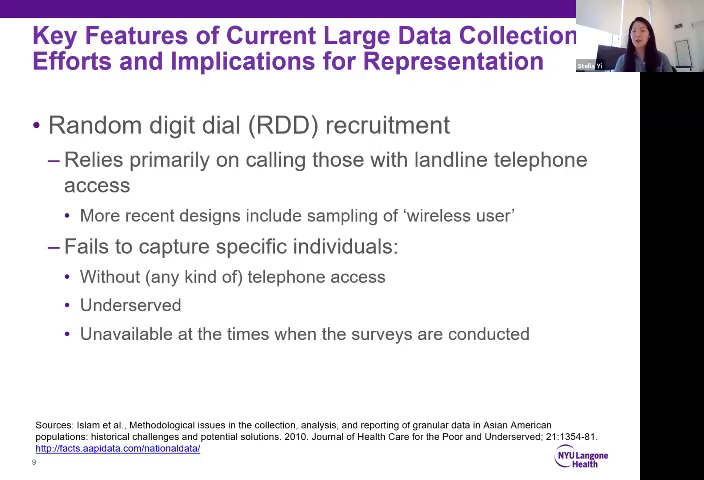 Key Features of Current Large Data Collection
Efforts and Implications for Representation
Stella Yi
• Random digit dial (RDD) recruitment
– Relies primarily on calling those with landline telephone
access
• More recent designs include sampling of ‘wireless user’
– Fails to capture specific individuals:
• Without (any kind of) telephone access
• Underserved
• Unavailable at the times when the surveys are conducted
Sources: Islam et al., Methodological issues in the collection, analysis, and reporting of granular data in Asian American
populations: historical challenges and potential solutions. 2010. Journal of Health Care for the Poor and Underserved; 21:1354-81.
http://facts.aapidata.com/nationaldata/
9
NYU Langone
Health